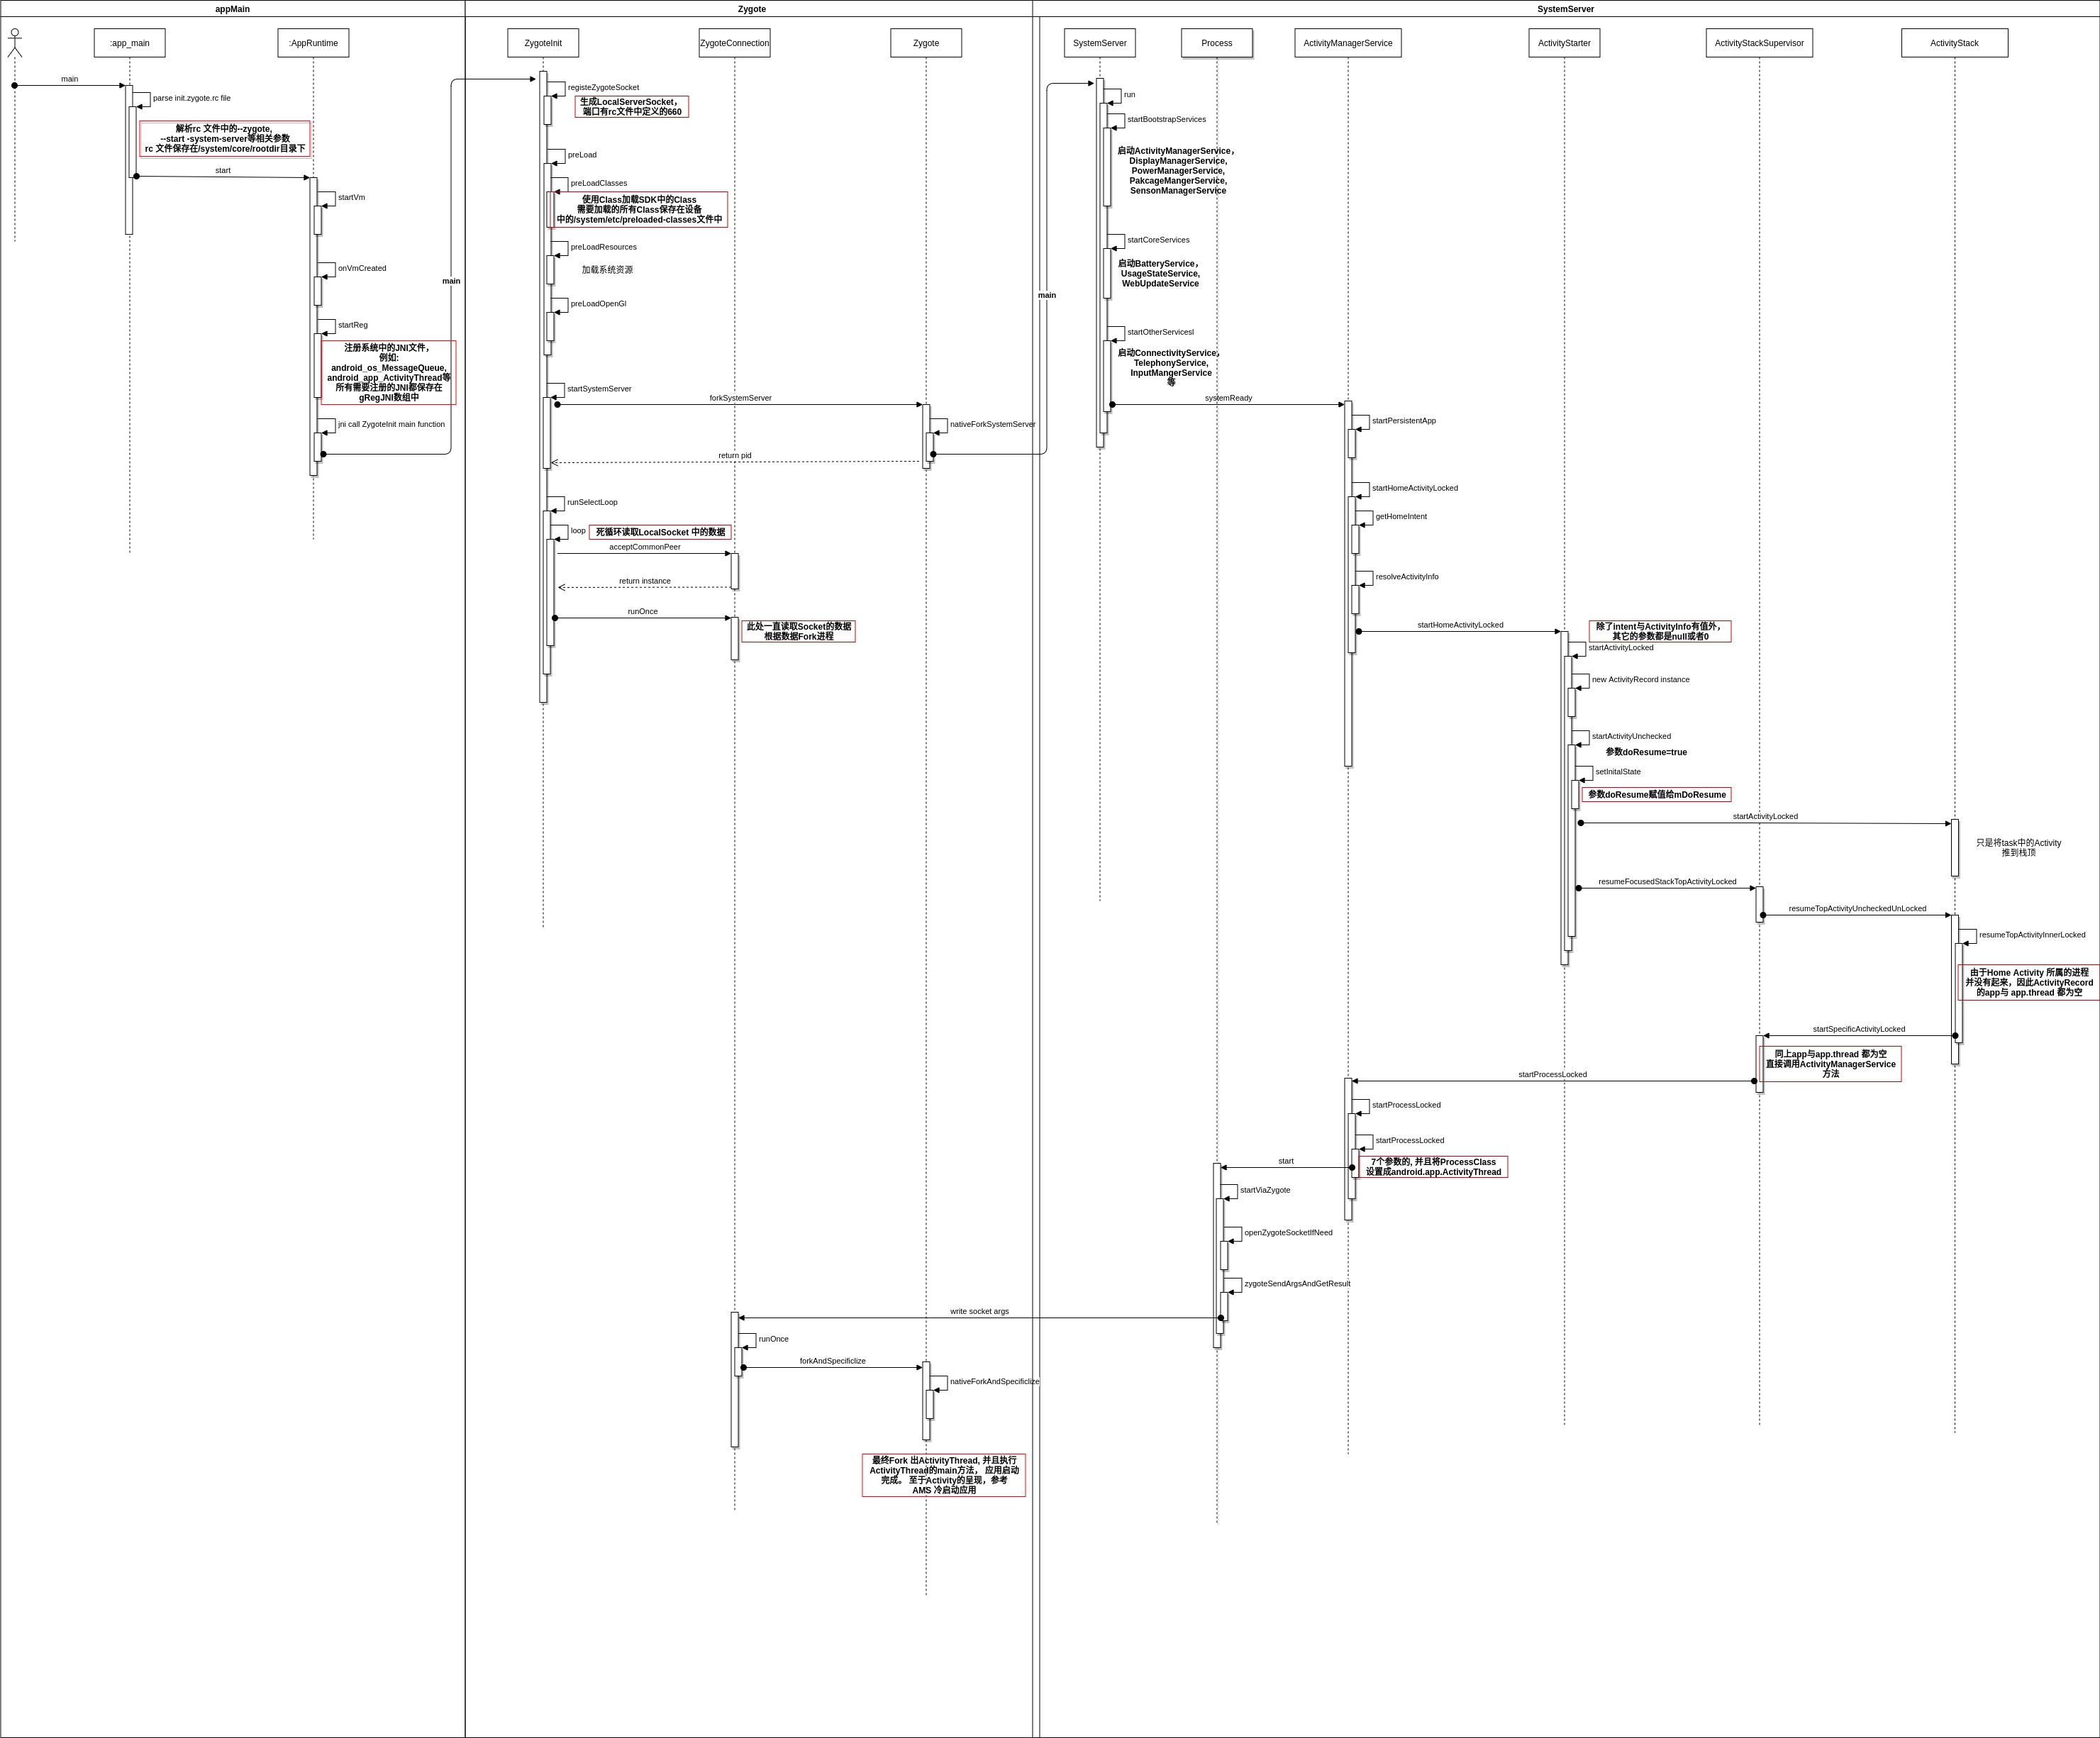 appMain
Zygote
SystemServer
:app_main
:AppRuntime
ZygoteInit
ZygoteConnection
Zygote
SystemServer
Process
ActivityManagerService
ActivityStarter
ActivityStackSupervisor
ActivityStack
main
parse init.zygote.rc file
解析rc 文件中的--zygote,
--start -system-server等相关参数
rc 文件保存在/system/core/rootdir目录下
start
startVm
onVmCreated
startReg
注册系统中的JNI文件，
例如:
android_os_MessageQueue,
android_app_ActivityThread等
所有需要注册的JNI都保存在
gRegJNI数组中
jni call ZygoteInit main function
main
registeZygoteSocket
生成LocalServerSocket，
端口有rc文件中定义的660
preLoad
preLoadClasses
使用Class加载SDK中的Class
需要加载的所有Class保存在设备
中的/system/etc/preloaded-classes文件中
preLoadResources
加载系统资源
preLoadOpenGl
startSystemServer
forkSystemServer
nativeForkSystemServer
return pid
runSelectLoop
loop
死循环读取LocalSocket 中的数据
acceptCommonPeer
return instance
runOnce
此处一直读取Socket的数据
根据数据Fork进程
main
run
startBootstrapServices
启动ActivityManagerService，
DisplayManagerService,
PowerManagerService,
PakcageMangerService,
SensonManagerService
startCoreServices
启动BatteryService，
UsageStateService,
WebUpdateService
startOtherServicesI
启动ConnectivityService，
TelephonyService,
InputMangerService
等
systemReady
startPersistentApp
startHomeActivityLocked
getHomeIntent
resolveActivityInfo
startHomeActivityLocked
除了intent与ActivityInfo有值外，
其它的参数都是null或者0
startActivityLocked
new ActivityRecord instance
startActivityUnchecked
参数doResume=true
setInitalState
参数doResume赋值给mDoResume
startActivityLocked
只是将task中的Activity
推到栈顶
resumeFocusedStackTopActivityLocked
resumeTopActivityUncheckedUnLocked
resumeTopActivityInnerLocked
由于Home Activity 所属的进程
并没有起来，因此ActivityRecord
的app与 app.thread 都为空
startSpecificActivityLocked
同上app与app.thread 都为空
直接调用ActivityManagerService
方法
startProcessLocked
startProcessLocked
startProcessLocked
7个参数的, 并且将ProcessClass
设置成android.app.ActivityThread
start
startViaZygote
openZygoteSocketIfNeed
zygoteSendArgsAndGetResult
write socket args
runOnce
forkAndSpecificlize
nativeForkAndSpecificlize
最终Fork 出ActivityThread, 并且执行
ActivityThread的main方法， 应用启动
完成。 至于Activity的呈现，参考
AMS 冷启动应用